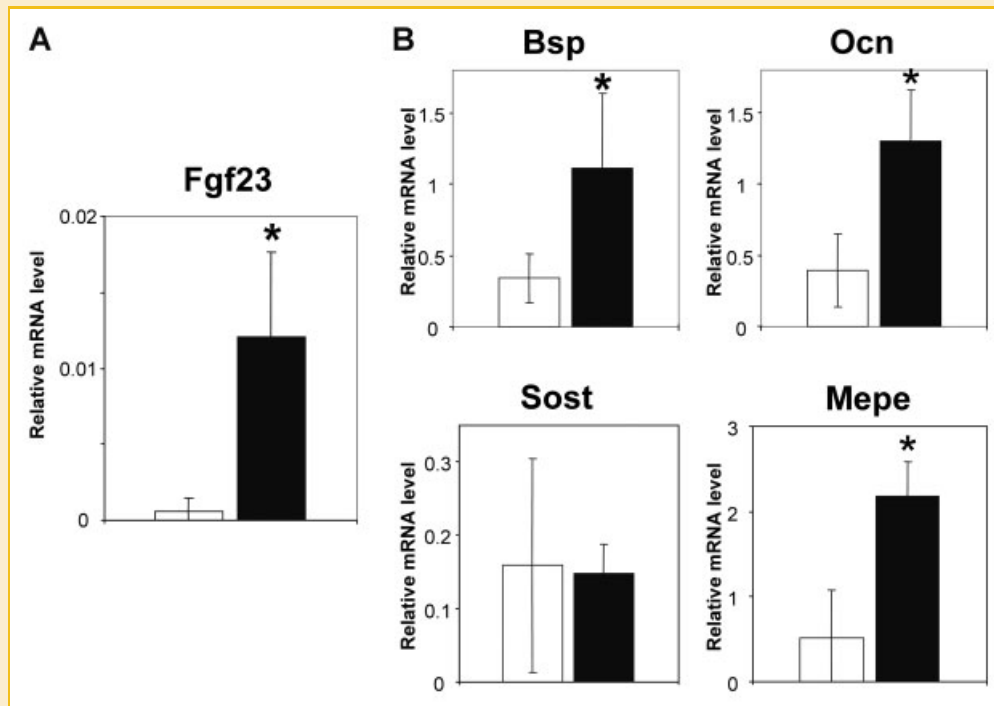 A
Fgf23
Relative mRNA level
0.02
0.01
0
*
B
Bsp
Relative mRNA level
1.5
1
0.5
0
*
Ocn
Relative mRNA level
1.5
1
0.5
0
*
Sost
Relative mRNA level
0.3
0.2
0.1
0
Mepe
Relative mRNA level
3
2
1
0
*